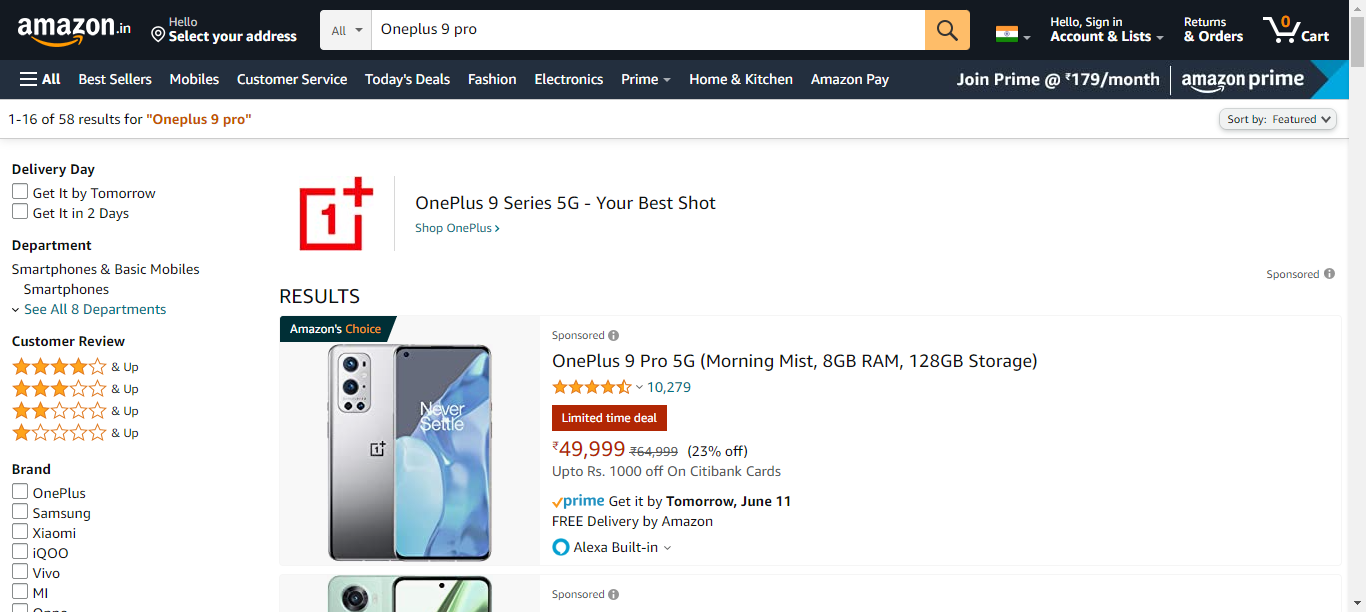 amazon.in
Hello
Select your address
All
Oneplus 9 pro
Hello, Sign in
Account & Lists
Returns
& Orders
0
Cart
All
Best Sellers
Mobiles
Customer Service
Today's Deals
Fashion
Electronics
Prime
Home & Kitchen
Amazon Pay
Join Prime @ ₹179/month
amazon prime
1-16 of 58 results for "Oneplus 9 pro"
Sort by: Featured
Delivery Day
Get It by Tomorrow
Get It in 2 Days
Department
Smartphones & Basic Mobiles
Smartphones
See All 8 Departments
Customer Review
& Up
& Up
& Up
& Up
Brand
OnePlus
Samsung
Xiaomi
iQOO
Vivo
MI
Oppo
1+
OnePlus 9 Series 5G - Your Best Shot
Shop OnePlus ›
Sponsored
RESULTS
Amazon's Choice
Never
Settle
1+
Sponsored
OnePlus 9 Pro 5G (Morning Mist, 8GB RAM, 128GB Storage)
10,279
Limited time deal
₹49,999 ₹64,999 (23% off)
Upto Rs. 1000 off On Citibank Cards
prime Get it by Tomorrow, June 11
FREE Delivery by Amazon
Alexa Built-in
Sponsored